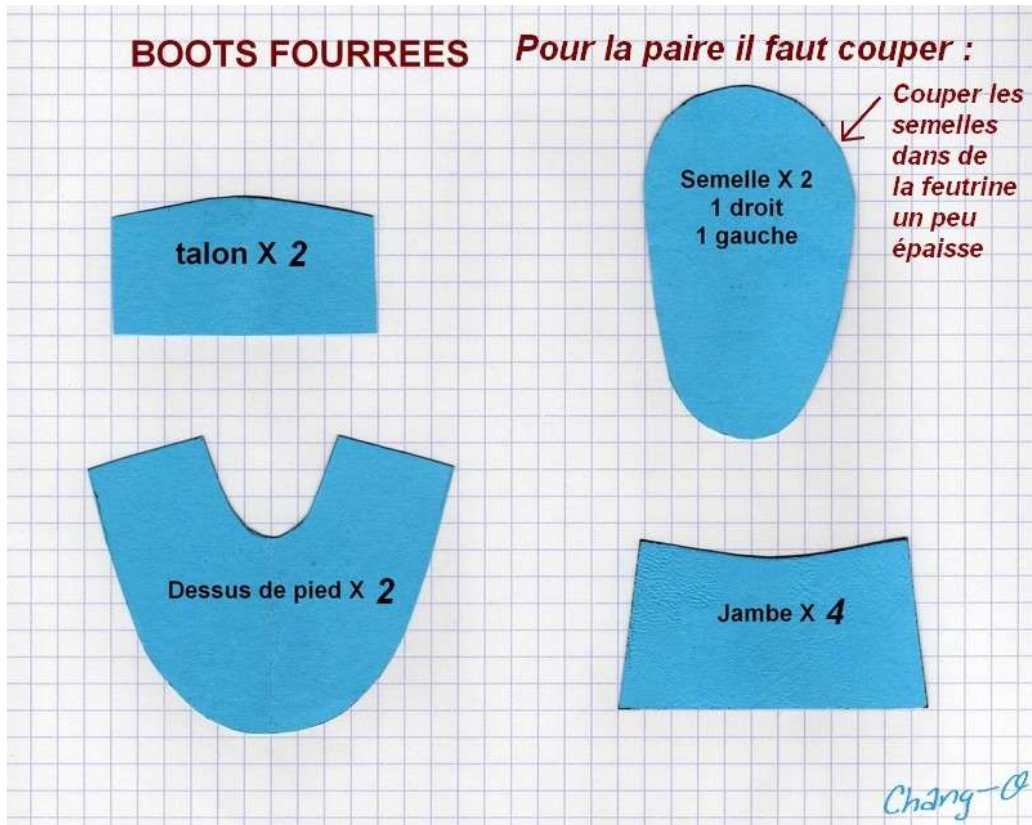 BOOTS FOURREES
Pour la paire il faut couper :
Couper les
semelles
dans de
la feutrine
un peu
épaisse
Semelle X 2
1 droit
1 gauche
talon X 2
Dessus de pied X 2
Jambe X 4
Chang-O